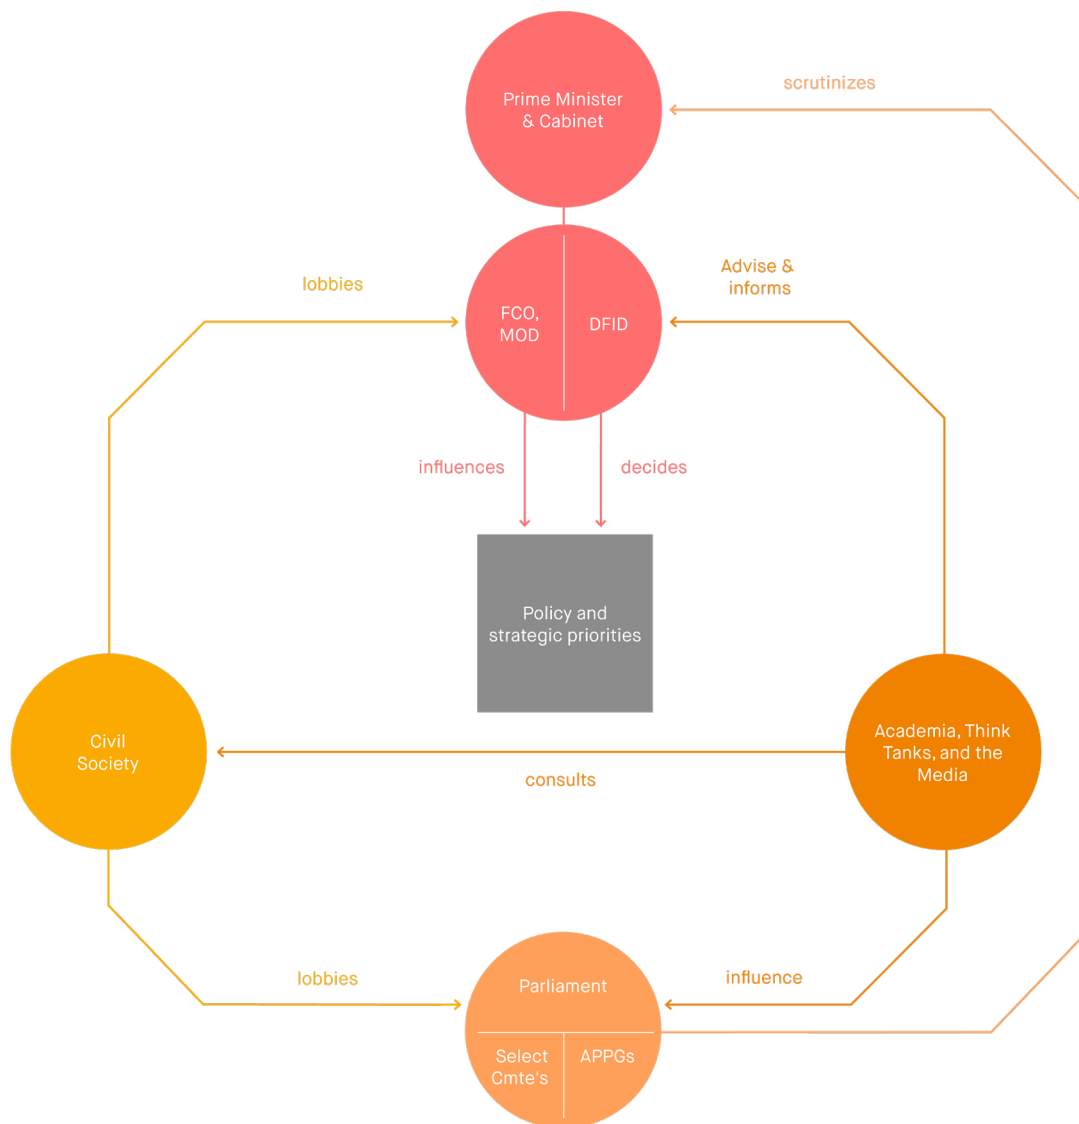 scrutinizes
Prime Minister
& Cabinet
Advise &
informs
lobbies
FCO,
MOD
DFID
influences
decides
Policy and
strategic priorities
Civil
Society
Academia, Think
Tanks, and the
Media
consults
lobbies
influence
Parliament
Select
Cmte's
APPGs